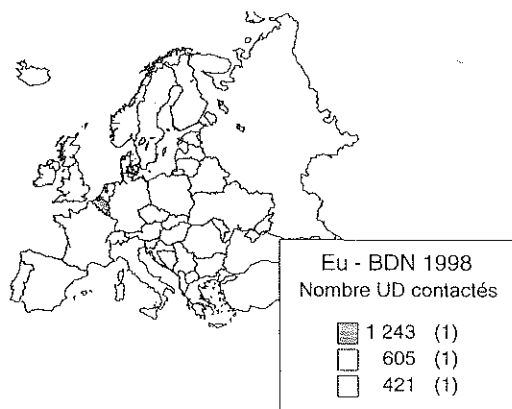 Eu - BDN 1998
Nombre UD contactés
1 243 (1)
605 (1)
421 (1)